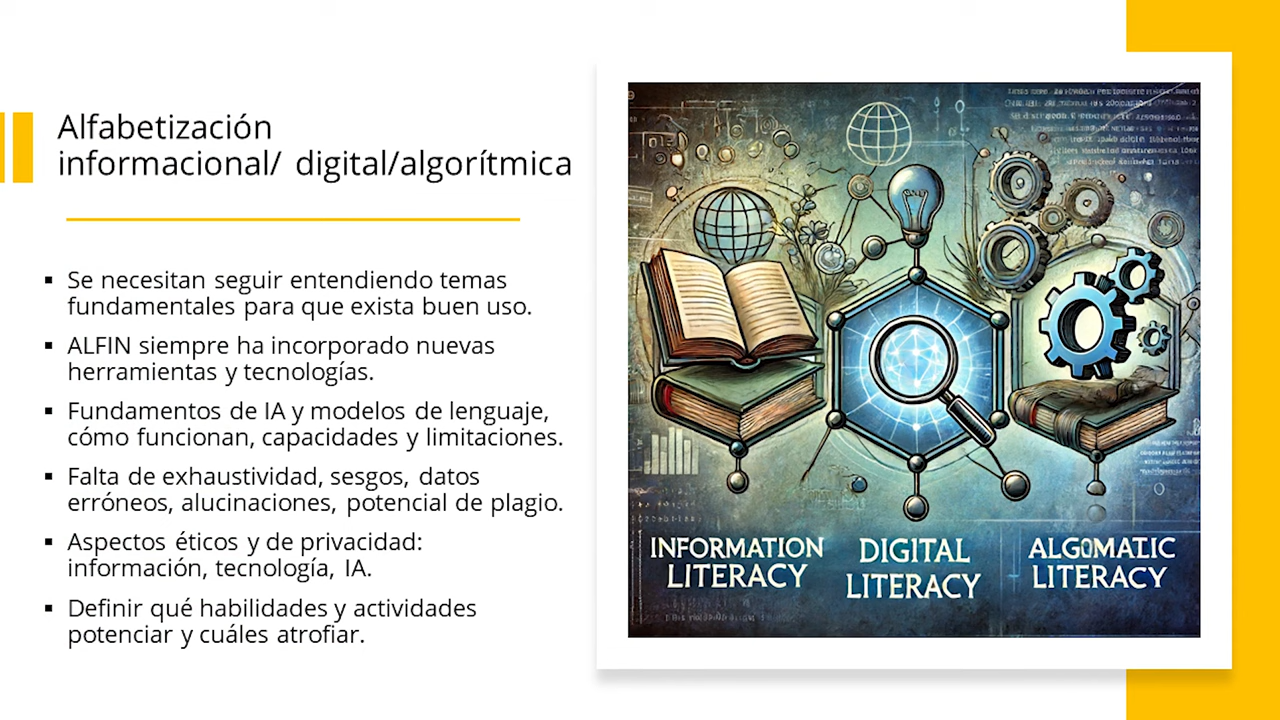 Alfabetización
informacional/ digital/algorítmica
▪ Se necesitan seguir entendiendo temas
fundamentales para que exista buen uso.
▪ ALFIN siempre ha incorporado nuevas
herramientas y tecnologías.
▪ Fundamentos de IA y modelos de lenguaje,
cómo funcionan, capacidades y limitaciones.
▪ Falta de exhaustividad, sesgos, datos
erróneos, alucinaciones, potencial de plagio.
▪ Aspectos éticos y de privacidad:
información, tecnología, IA.
▪ Definir qué habilidades y actividades
potenciar y cuáles atrofiar.
INFORMATION
LITERACY
DIGITAL
LITERACY
ALGOMATIC
LITERACY